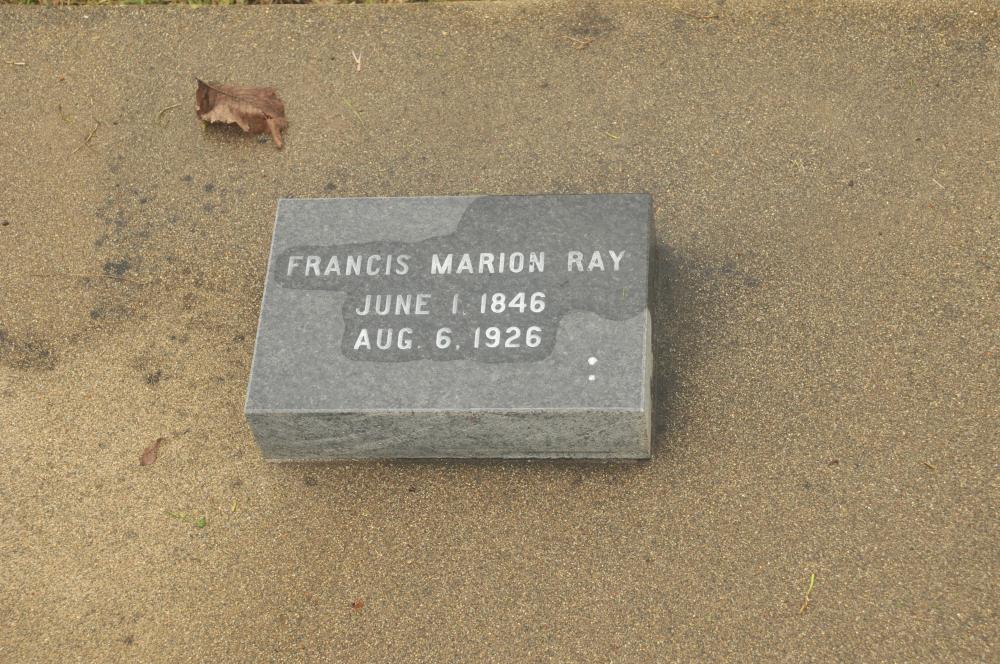 FRANCIS MARION RAY
JUNE 1, 1846
AUG. 6, 1926